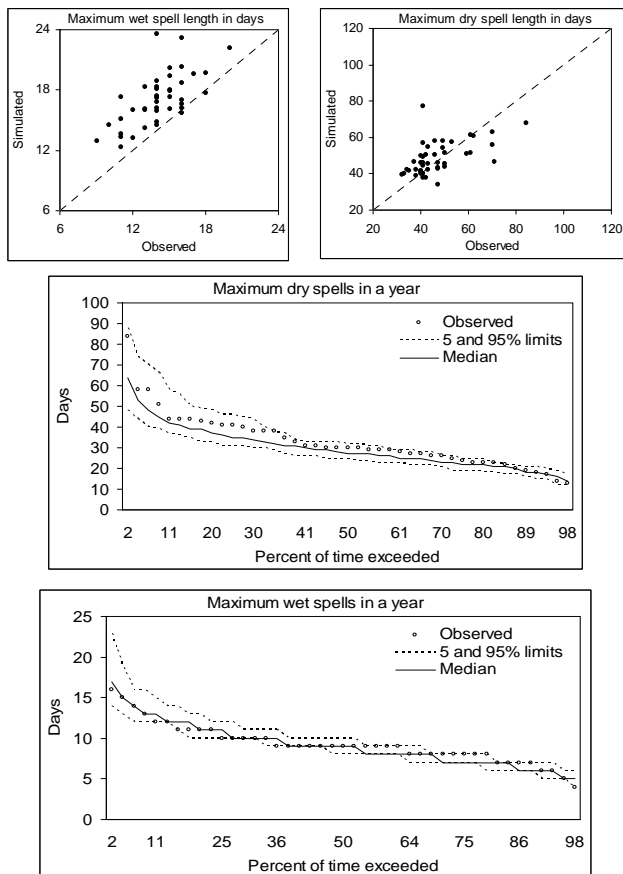 Maximum wet spell length in days
24
18
12
6
Simulated
6 12 18 24
Observed
Maximum dry spell length in days
120
100
80
60
40
20
Simulated
20 40 60 80 100 120
Observed
Maximum dry spells in a year
100
90
80
70
60
50
40
30
20
10
0
Days
Observed
5 and 95% limits
Median
2 11 20 30 41 50 61 70 80 89 98
Percent of time exceeded
Maximum wet spells in a year
25
20
15
10
5
0
Days
Observed
5 and 95% limits
Median
2 11 25 36 50 64 75 86 98
Percent of time exceeded